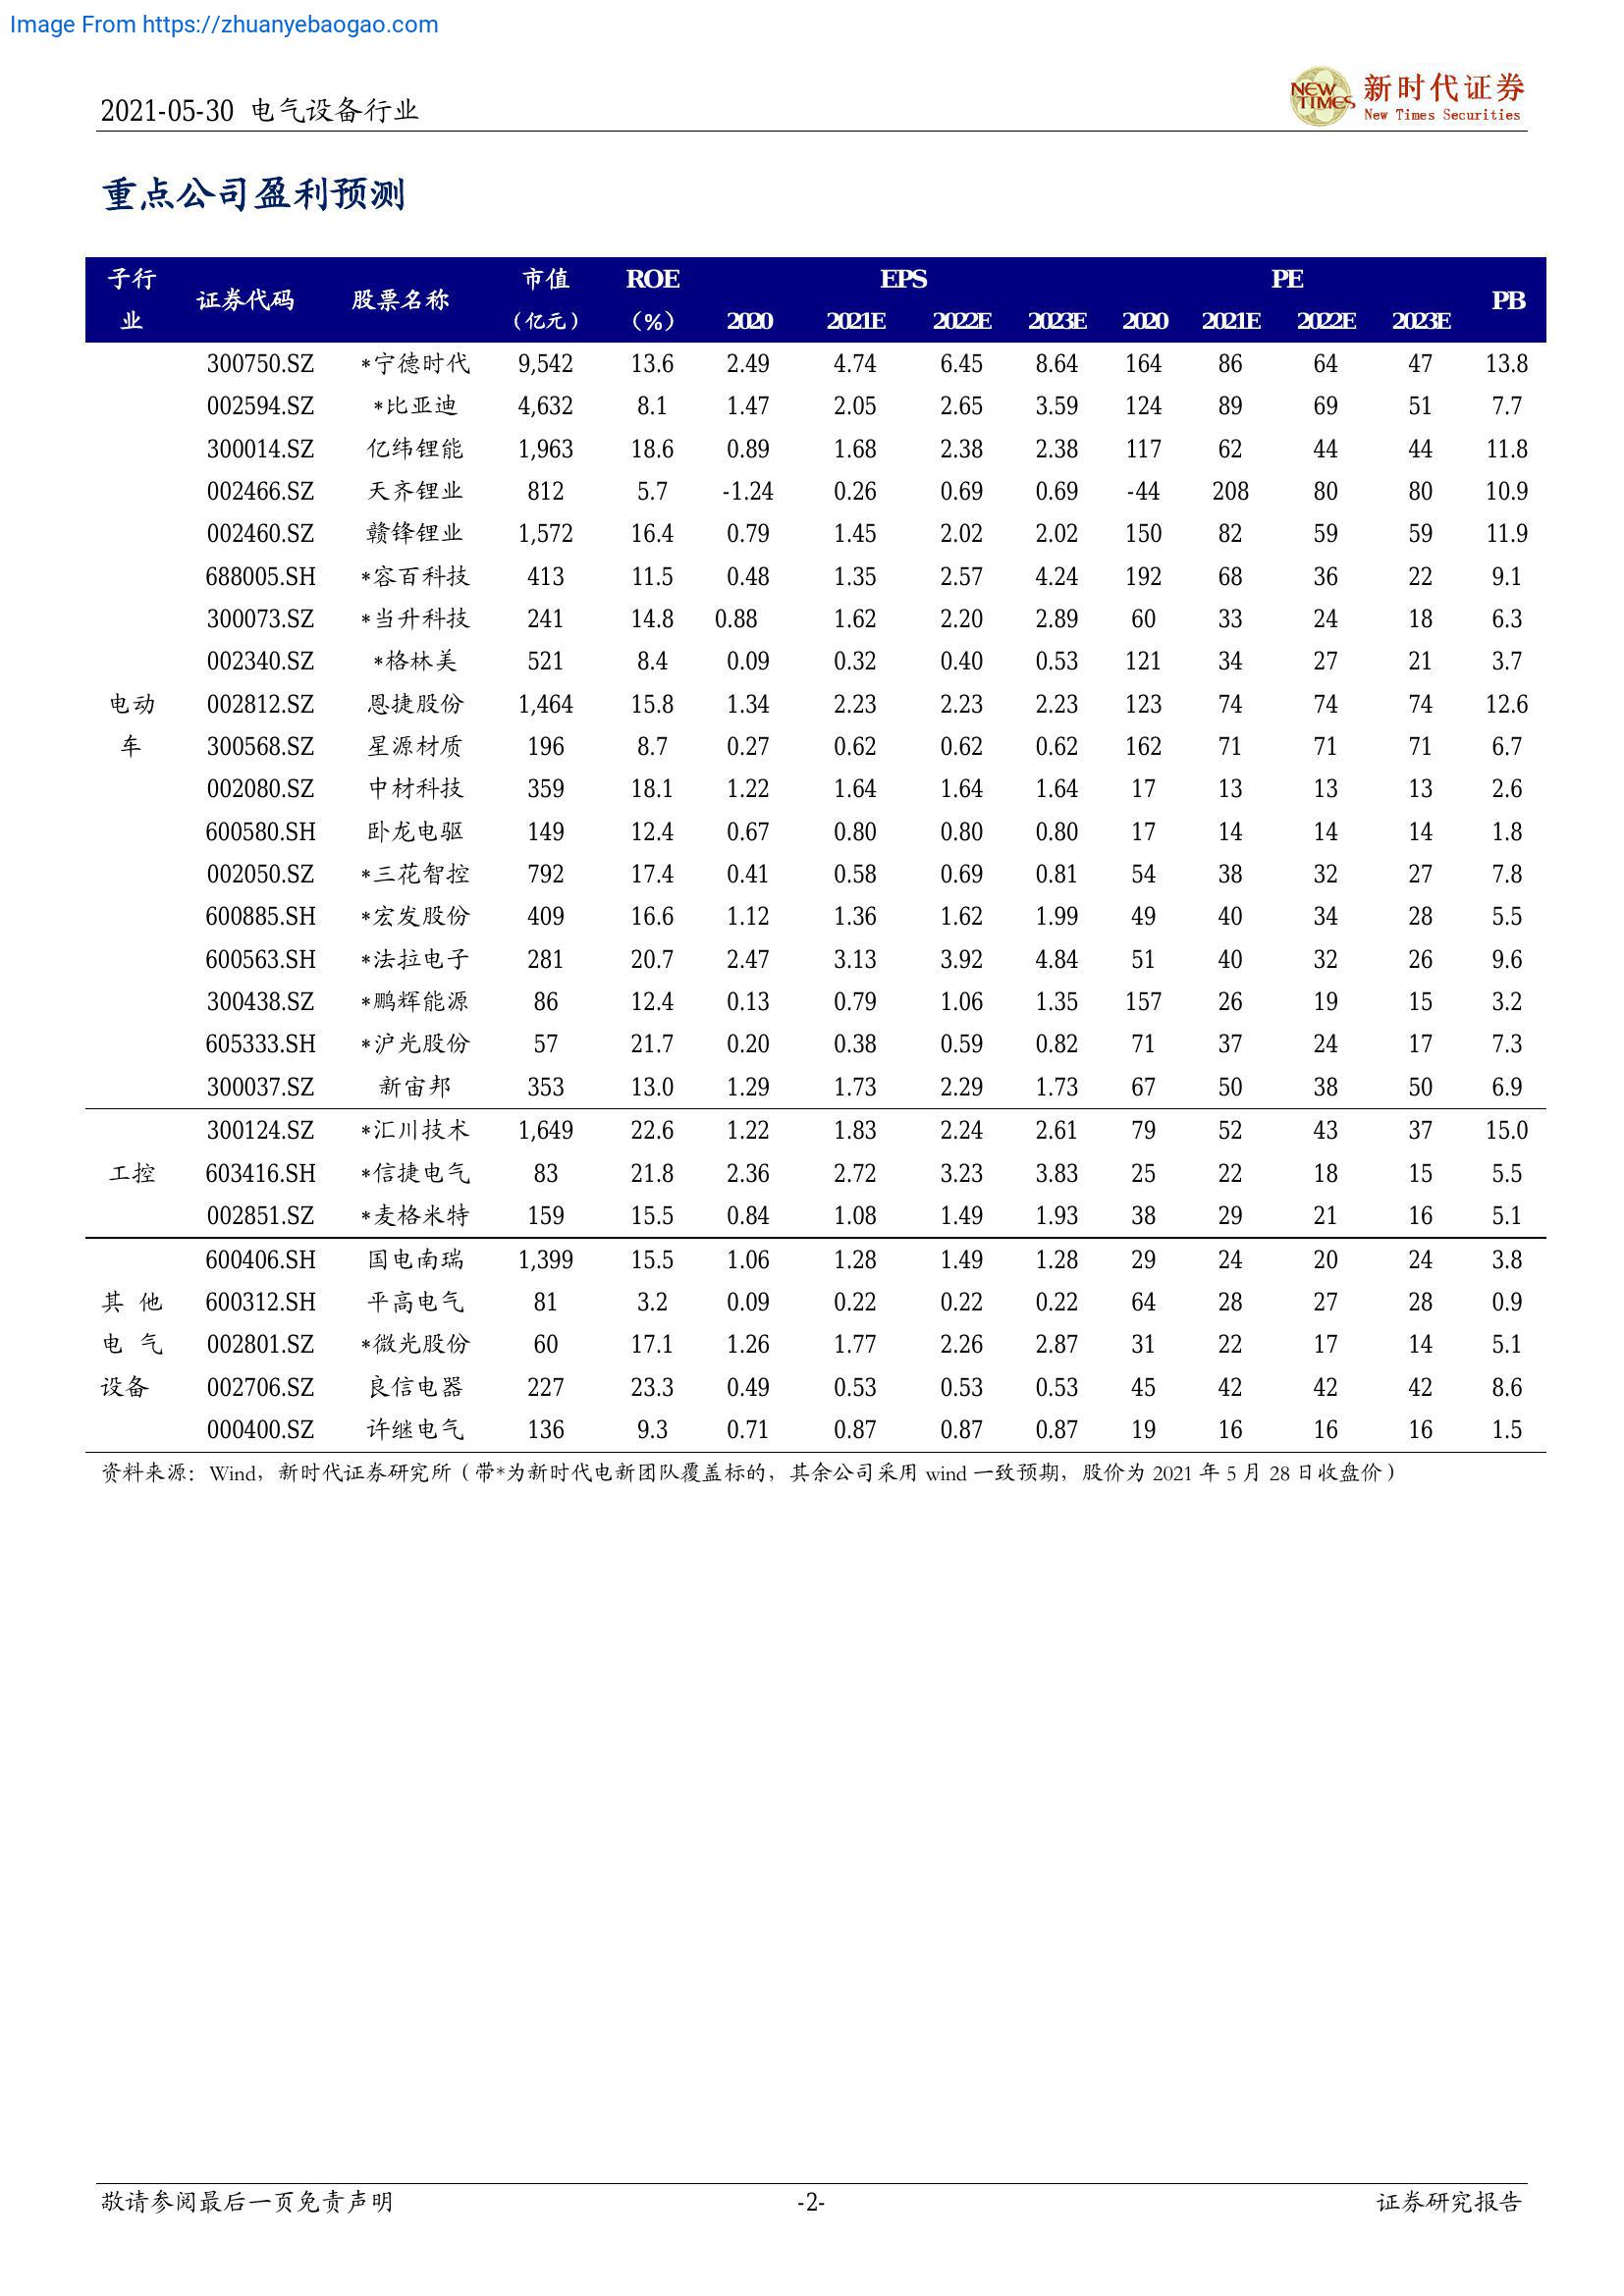 Image From https://zhuanyebaogao.com
2021-05-30 电气设备行业
NEW TIMES 新时代证券
New Times Securities
重点公司盈利预测
子行业 证券代码 股票名称 市值（亿元） ROE（%） EPS PE PB
2020 2021E 2022E 2023E 2020 2021E 2022E 2023E
电动车
300750.SZ *宁德时代 9,542 13.6 2.49 4.74 6.45 8.64 164 86 64 47 13.8
002594.SZ *比亚迪 4,632 8.1 1.47 2.05 2.65 3.59 124 89 69 51 7.7
300014.SZ 亿纬锂能 1,963 18.6 0.89 1.68 2.38 2.38 117 62 44 44 11.8
002466.SZ 天齐锂业 812 5.7 -1.24 0.26 0.69 0.69 -44 208 80 80 10.9
002460.SZ 赣锋锂业 1,572 16.4 0.79 1.45 2.02 2.02 150 82 59 59 11.9
688005.SH *容百科技 413 11.5 0.48 1.35 2.57 4.24 192 68 36 22 9.1
300073.SZ *当升科技 241 14.8 0.88 1.62 2.20 2.89 60 33 24 18 6.3
002340.SZ *格林美 521 8.4 0.09 0.32 0.40 0.53 121 34 27 21 3.7
002812.SZ 恩捷股份 1,464 15.8 1.34 2.23 2.23 2.23 123 74 74 74 12.6
300568.SZ 星源材质 196 8.7 0.27 0.62 0.62 0.62 162 71 71 71 6.7
002080.SZ 中材科技 359 18.1 1.22 1.64 1.64 1.64 17 13 13 13 2.6
600580.SH 卧龙电驱 149 12.4 0.67 0.80 0.80 0.80 17 14 14 14 1.8
002050.SZ *三花智控 792 17.4 0.41 0.58 0.69 0.81 54 38 32 27 7.8
600885.SH *宏发股份 409 16.6 1.12 1.36 1.62 1.99 49 40 34 28 5.5
600563.SH *法拉电子 281 20.7 2.47 3.13 3.92 4.84 51 40 32 26 9.6
300438.SZ *鹏辉能源 86 12.4 0.13 0.79 1.06 1.35 157 26 19 15 3.2
605333.SH *沪光股份 57 21.7 0.20 0.38 0.59 0.82 71 37 24 17 7.3
300037.SZ 新宙邦 353 13.0 1.29 1.73 2.29 1.73 67 50 38 50 6.9
工控
300124.SZ *汇川技术 1,649 22.6 1.22 1.83 2.24 2.61 79 52 43 37 15.0
603416.SH *信捷电气 83 21.8 2.36 2.72 3.23 3.83 25 22 18 15 5.5
002851.SZ *麦格米特 159 15.5 0.84 1.08 1.49 1.93 38 29 21 16 5.1
其他电气设备
600406.SH 国电南瑞 1,399 15.5 1.06 1.28 1.49 1.28 29 24 20 24 3.8
600312.SH 平高电气 81 3.2 0.09 0.22 0.22 0.22 64 28 27 28 0.9
002801.SZ *微光股份 60 17.1 1.26 1.77 2.26 2.87 31 22 17 14 5.1
002706.SZ 良信电器 227 23.3 0.49 0.53 0.53 0.53 45 42 42 42 8.6
000400.SZ 许继电气 136 9.3 0.71 0.87 0.87 0.87 19 16 16 16 1.5
资料来源：Wind，新时代证券研究所（带*为新时代电新团队覆盖标的，其余公司采用 wind 一致预期，股价为 2021 年 5 月 28 日收盘价）
敬请参阅最后一页免责声明 -2- 证券研究报告